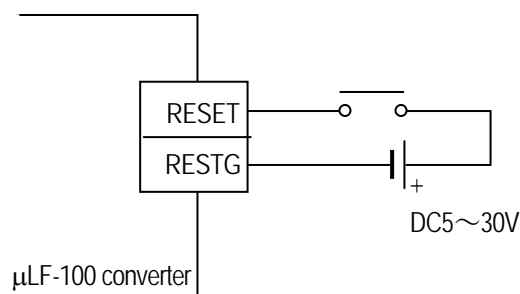 RESET
RESTG
+
DC5～30V
μLF-100 converter